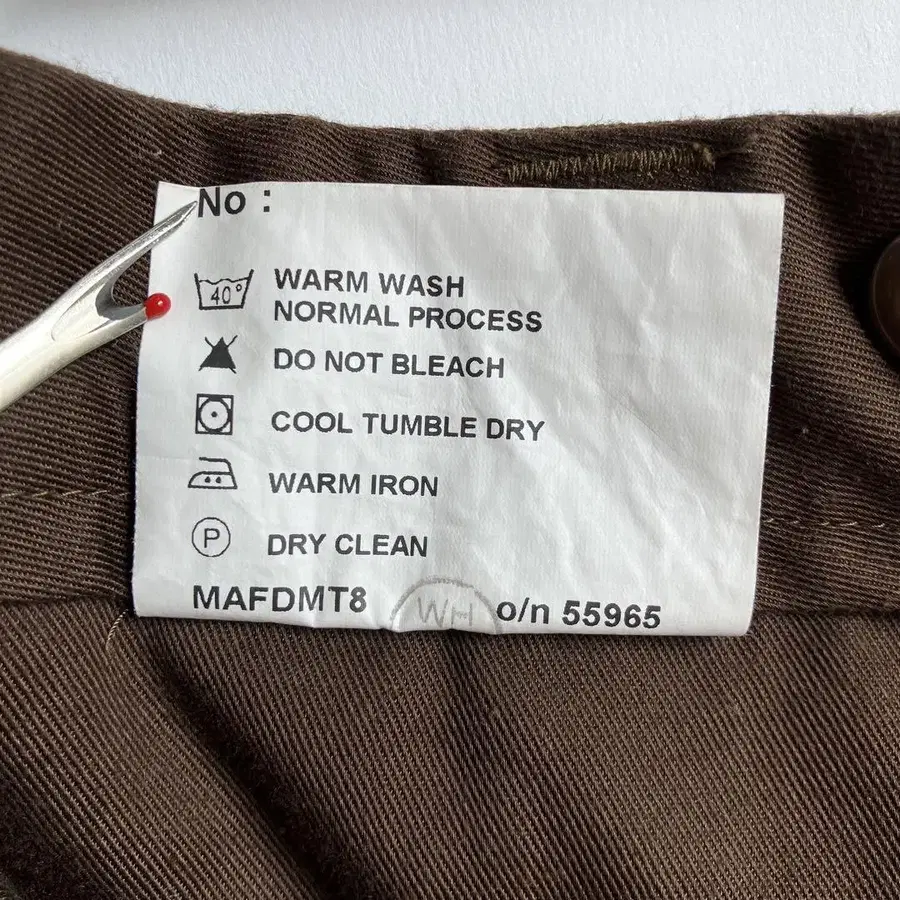 No :
40°
WARM WASH
NORMAL PROCESS
DO NOT BLEACH
COOL TUMBLE DRY
WARM IRON
P
DRY CLEAN
MAFDMT8 WH o/n 55965